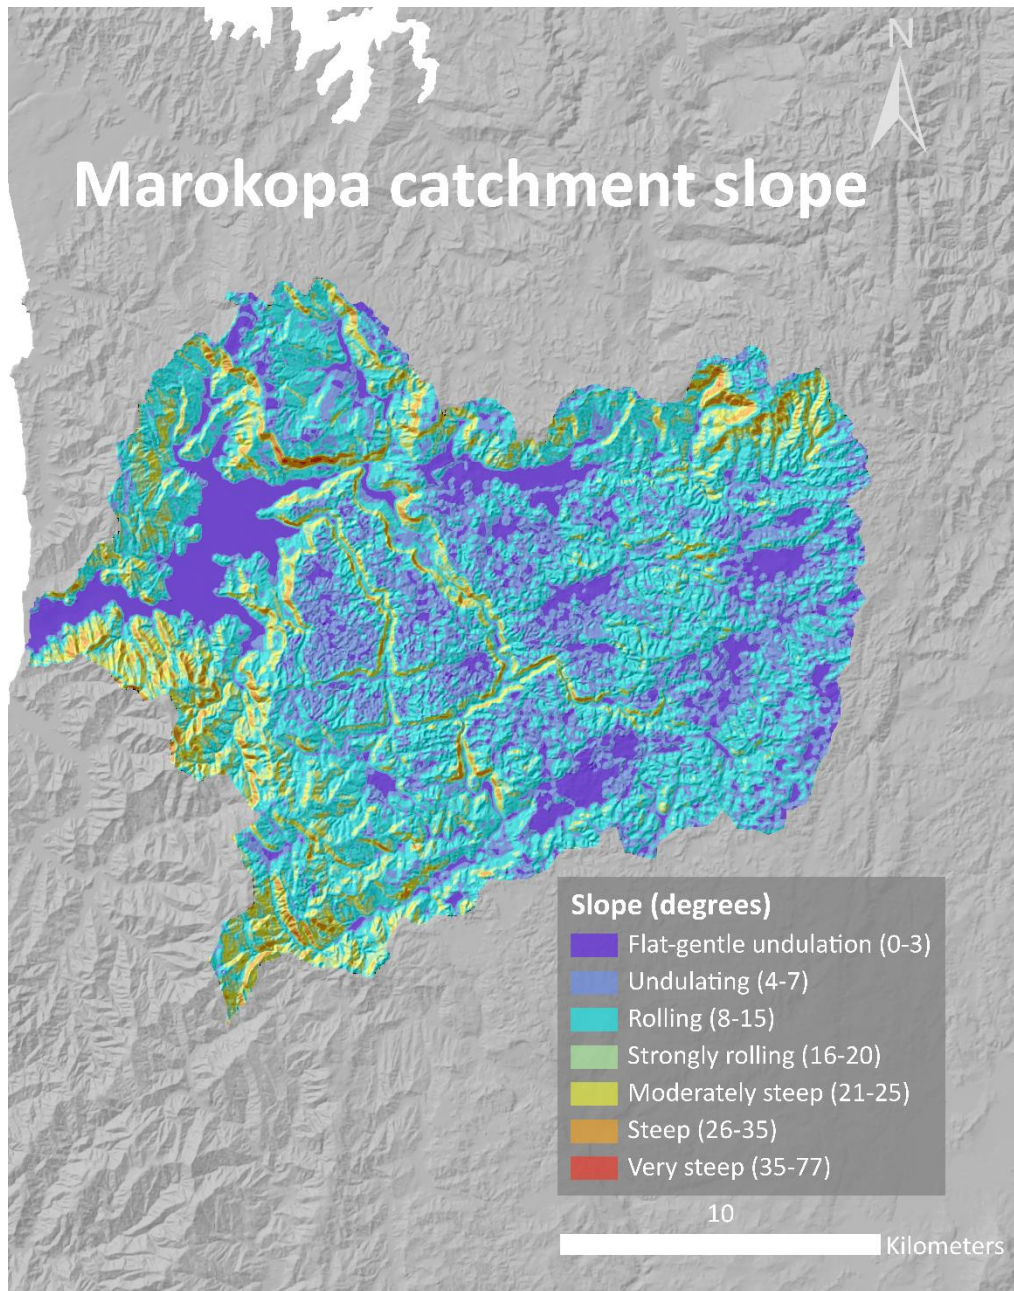 N
Marokopa catchment slope
Slope (degrees)
Flat-gentle undulation (0-3)
Undulating (4-7)
Rolling (8-15)
Strongly rolling (16-20)
Moderately steep (21-25)
Steep (26-35)
Very steep (35-77)
10
Kilometers